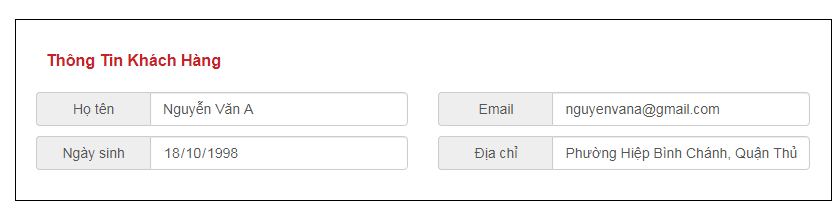 Thông Tin Khách Hàng
Họ tên Nguyễn Văn A
Email nguyenvana@gmail.com
Ngày sinh 18/10/1998
Địa chỉ Phường Hiệp Bình Chánh, Quận Thủ